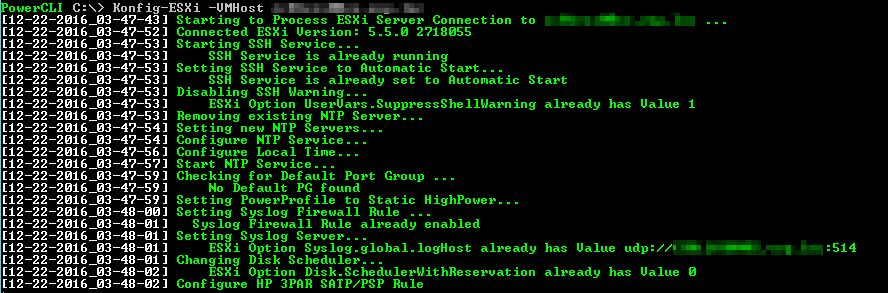 PowerCLI C:\> Konfig-ESXi -VMHost
[12-22-2016_03-47-43] Starting to Process ESXi Server Connection to ...
[12-22-2016_03-47-52] Connected ESXi Version: 5.5.0 2718055
[12-22-2016_03-47-53] Starting SSH Service...
[12-22-2016_03-47-53] SSH Service is already running
[12-22-2016_03-47-53] Setting SSH Service to Automatic Start...
[12-22-2016_03-47-53] SSH Service is already set to Automatic Start
[12-22-2016_03-47-53] Disabling SSH Warning...
[12-22-2016_03-47-53] ESXi Option UserVars.SuppressShellWarning already has Value 1
[12-22-2016_03-47-53] Removing existing NTP Server...
[12-22-2016_03-47-54] Setting new NTP Servers...
[12-22-2016_03-47-54] Configure NTP Service...
[12-22-2016_03-47-56] Configure Local Time...
[12-22-2016_03-47-57] Start NTP Service...
[12-22-2016_03-47-59] Checking for Default Port Group ...
[12-22-2016_03-47-59] No Default PG found
[12-22-2016_03-47-59] Setting PowerProfile to Static HighPower...
[12-22-2016_03-48-00] Setting Syslog Firewall Rule ...
[12-22-2016_03-48-01] Syslog Firewall Rule already enabled
[12-22-2016_03-48-01] Setting Syslog Server...
[12-22-2016_03-48-01] ESXi Option Syslog.global.logHost already has Value udp:// :514
[12-22-2016_03-48-01] Changing Disk Scheduler...
[12-22-2016_03-48-02] ESXi Option Disk.SchedulerWithReservation already has Value 0
[12-22-2016_03-48-02] Configure HP 3PAR SATP/PSP Rule